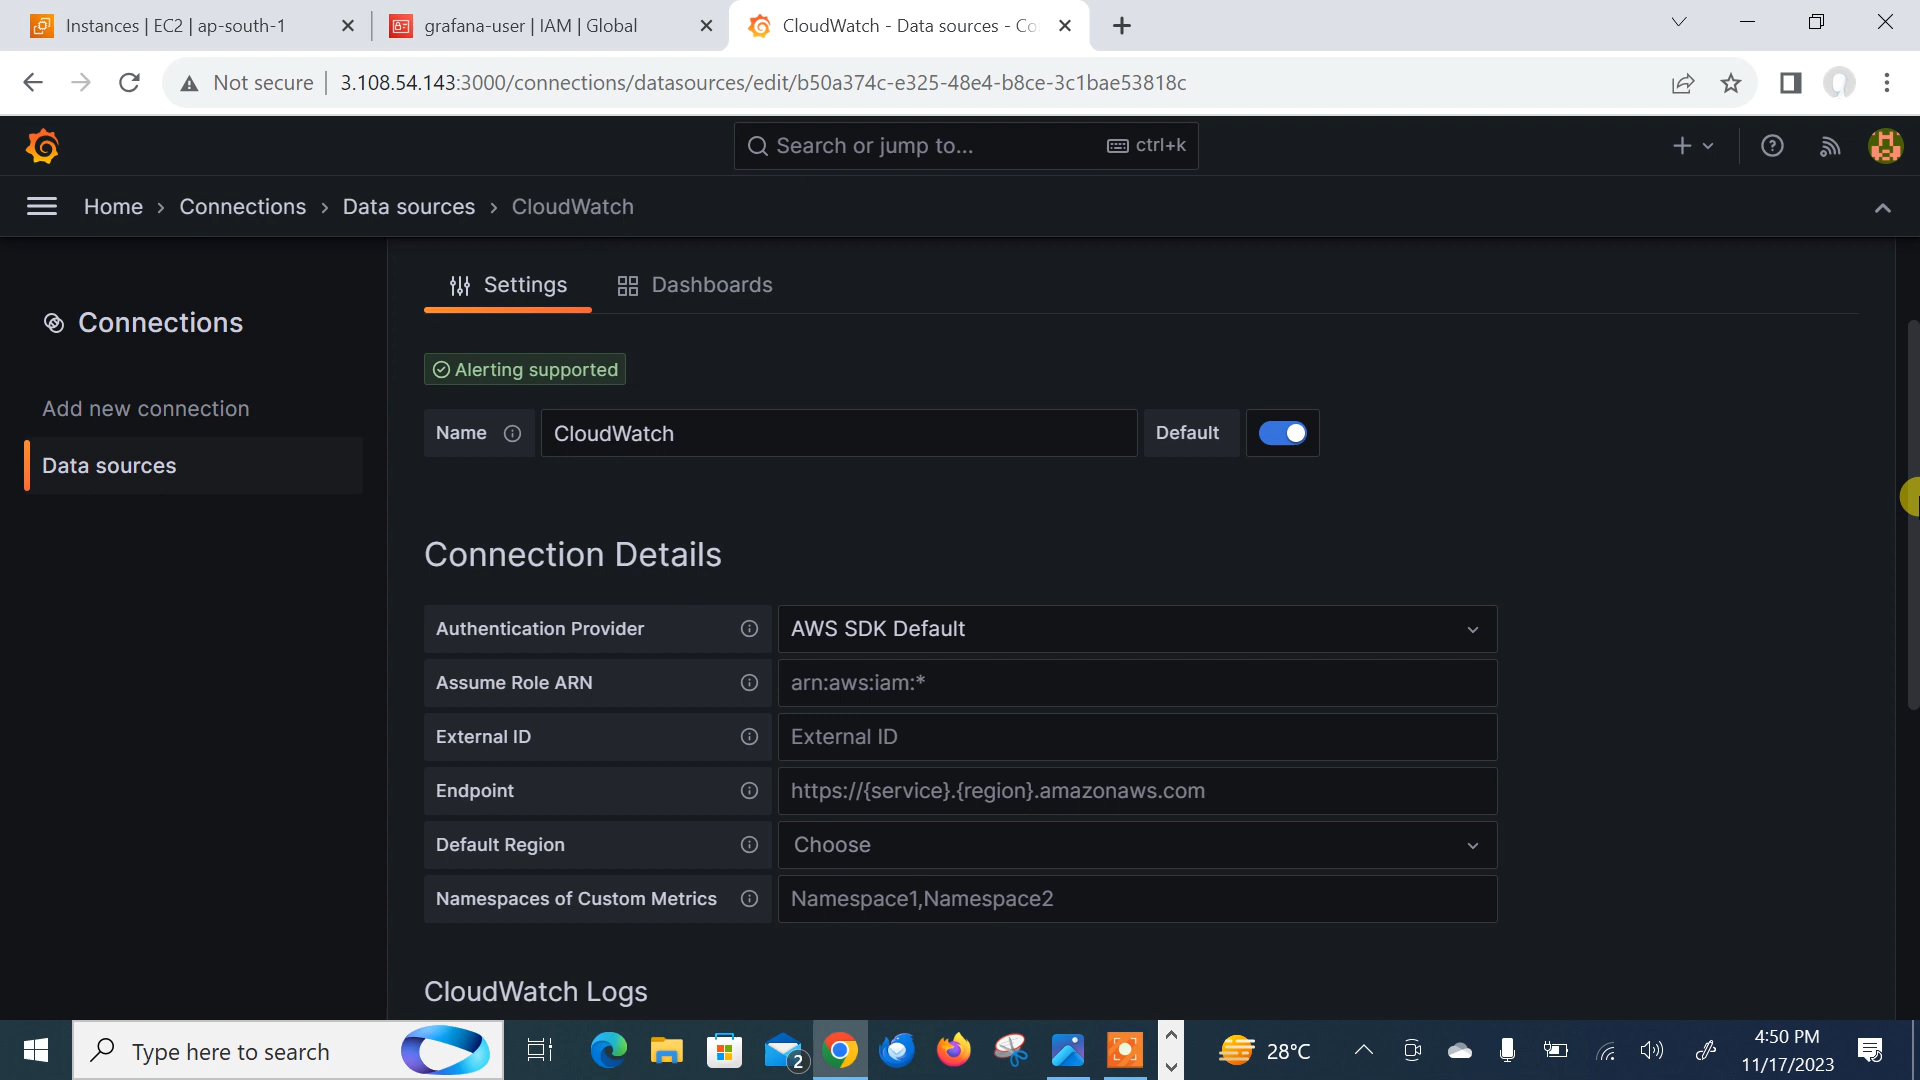 Instances | EC2 | ap-south-1
grafana-user | IAM | Global
CloudWatch - Data sources - Co
Not secure
3.108.54.143:3000/connections/datasources/edit/b50a374c-e325-48e4-b8ce-3c1bae53818c
Search or jump to...
ctrl+k
Home › Connections › Data sources › CloudWatch
Settings
Dashboards
Connections
Alerting supported
Add new connection
Name
CloudWatch
Default
Data sources
Connection Details
Authentication Provider
AWS SDK Default
Assume Role ARN
arn:aws:iam:*
External ID
External ID
Endpoint
https://{service}.{region}.amazonaws.com
Default Region
Choose
Namespaces of Custom Metrics
Namespace1,Namespace2
CloudWatch Logs
Type here to search
2
28°C
4:50 PM
11/17/2023